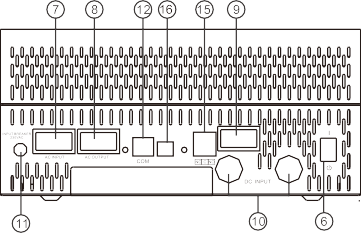 7 8 12 16 15 9
AC INPUT AC OUTPUT COM DC INPUT
11 10 6